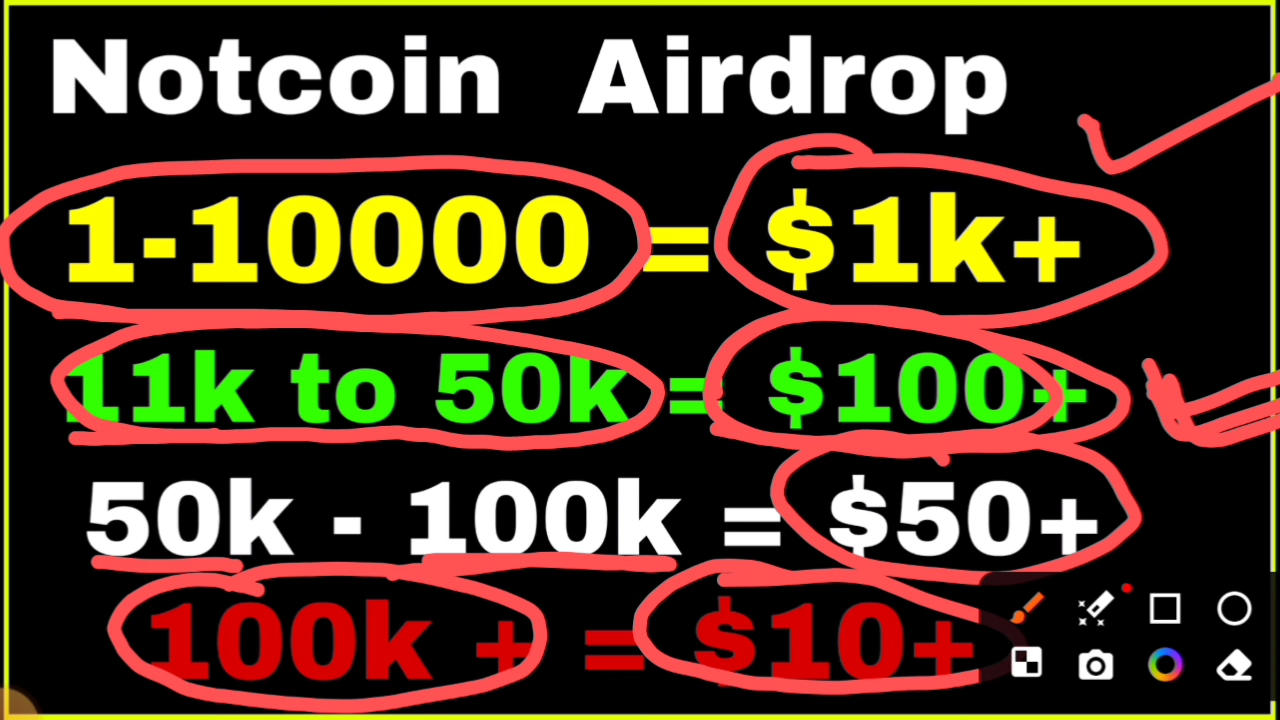 Notcoin Airdrop
1-10000 = $1k+
11k to 50k = $100+
50k - 100k = $50+
100k + = $10+